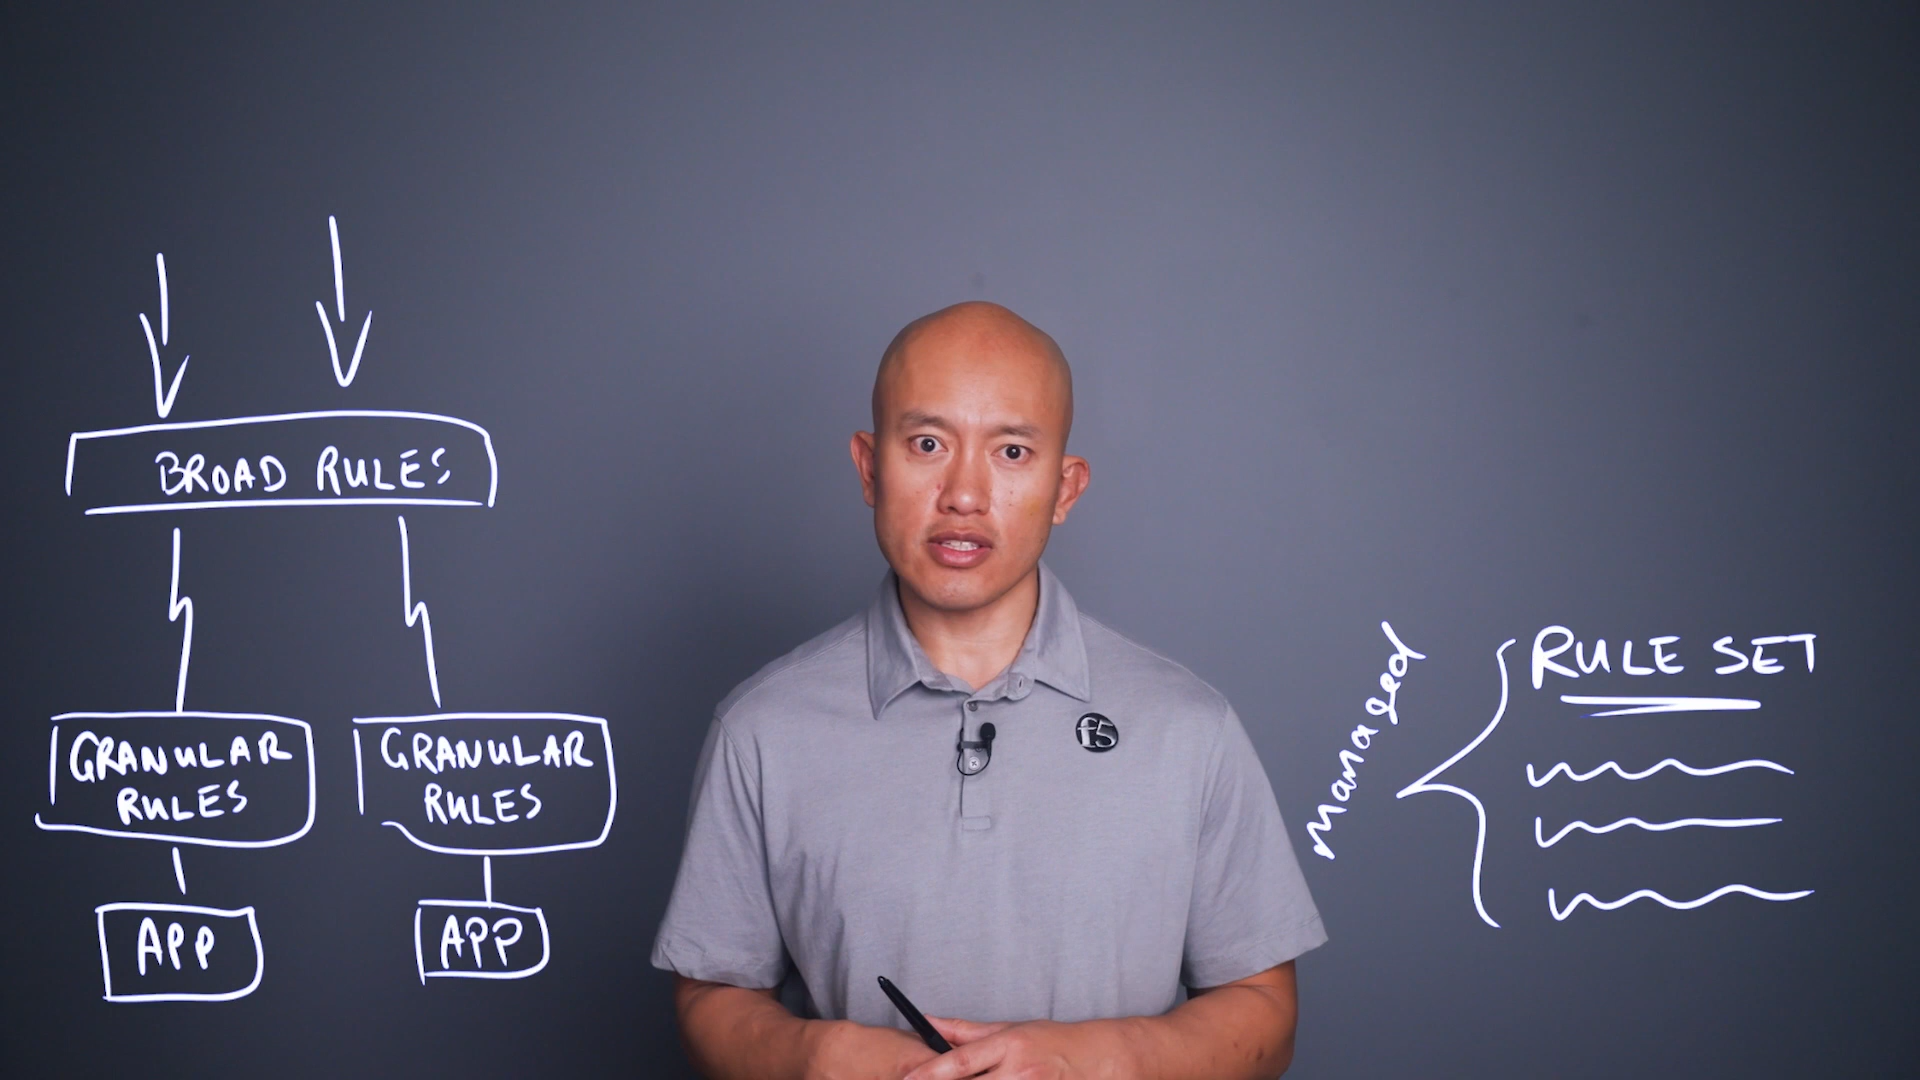 BROAD RULES
GRANULAR
RULES
GRANULAR
RULES
APP
APP
f5
managed
RULE SET